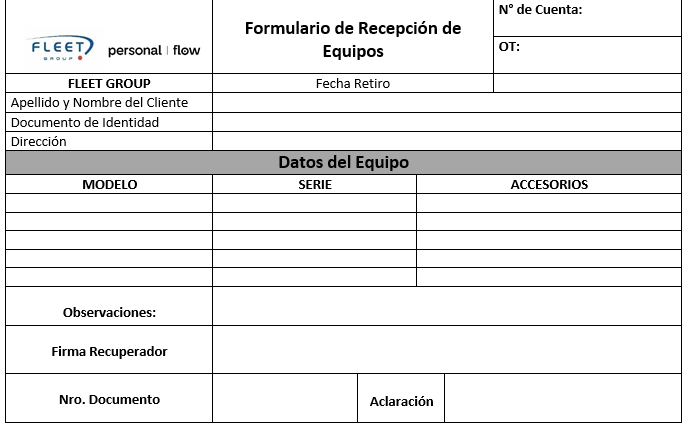 FLEET
GROUP
personal | flow
Formulario de Recepción de
Equipos
N° de Cuenta:
OT:
FLEET GROUP
Fecha Retiro
Apellido y Nombre del Cliente
Documento de Identidad
Dirección
Datos del Equipo
MODELO
SERIE
ACCESORIOS
Observaciones:
Firma Recuperador
Nro. Documento
Aclaración